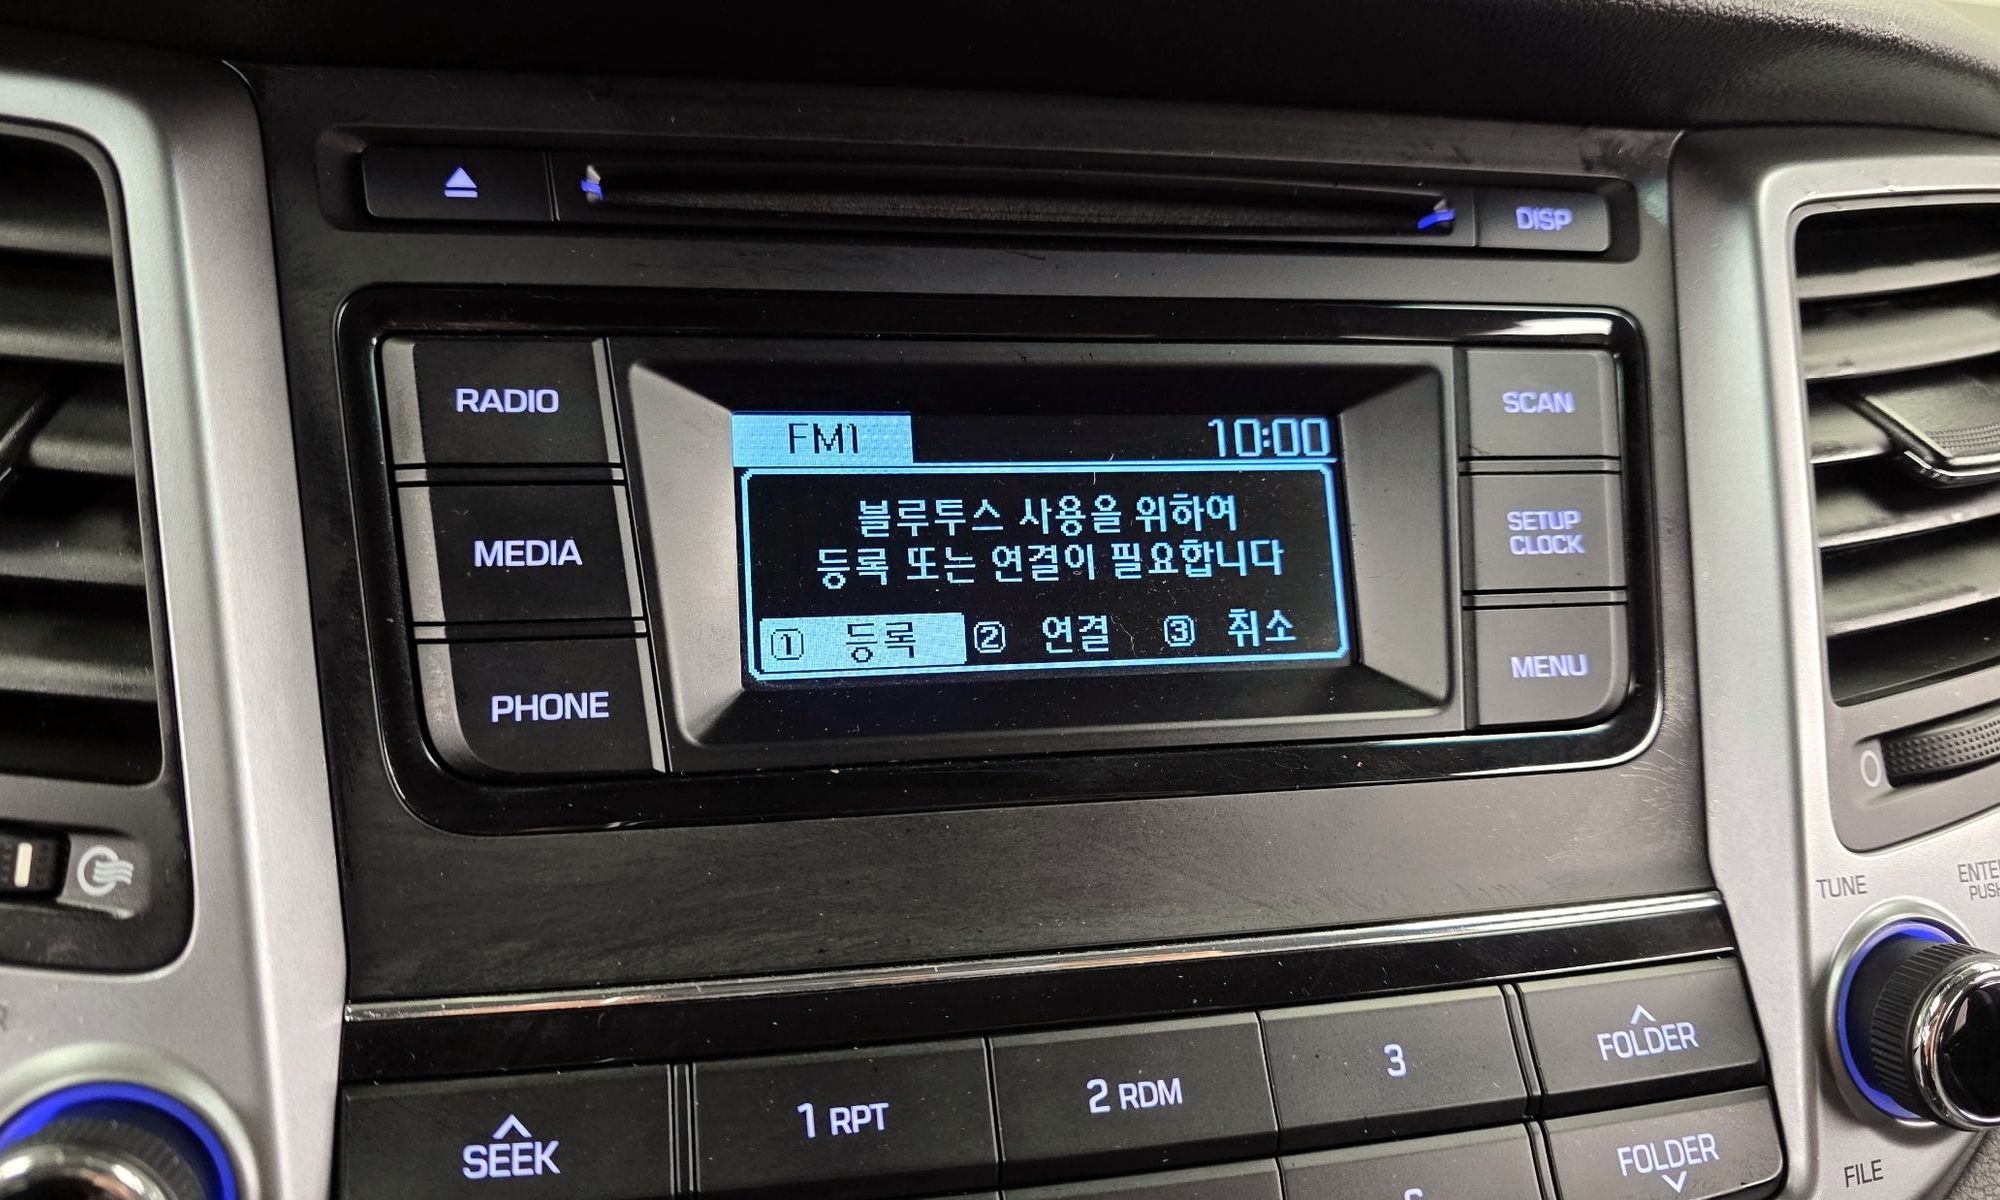 DISP
RADIO
MEDIA
PHONE
FM1 10:00
블루투스 사용을 위하여
등록 또는 연결이 필요합니다
① 등록 ② 연결 ③ 취소
SCAN
SETUP
CLOCK
MENU
TUNE
SEEK
1 RPT
2 RDM
3
FOLDER
FOLDER
FILE